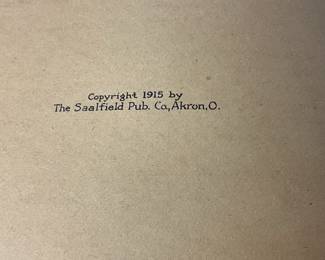 Copyright 1915 by
The Saalfield Pub. Co., Akron, O.